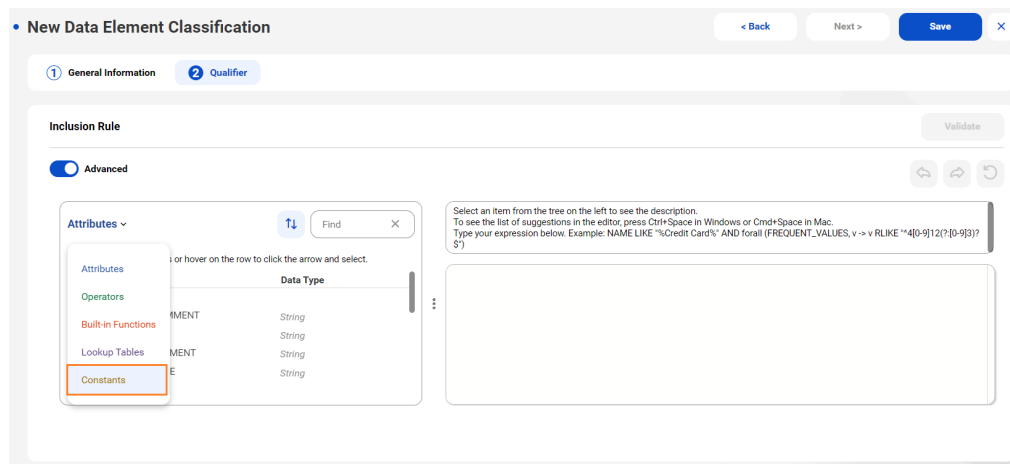 New Data Element Classification
< Back
Next >
Save
1 General Information
2 Qualifier
Inclusion Rule
Validate
Advanced
Attributes
Find
s or hover on the row to click the arrow and select.
Data Type
MMENT String
String
MENT String
E String
Attributes
Operators
Built-in Functions
Lookup Tables
Constants
Select an item from the tree on the left to see the description.
To see the list of suggestions in the editor, press Ctrl+Space in Windows or Cmd+Space in Mac.
Type your expression below. Example: NAME LIKE "%Credit Card%" AND forall (FREQUENT_VALUES, v -> v RLIKE "^4[0-9]12(?:[0-9]3)?
$")